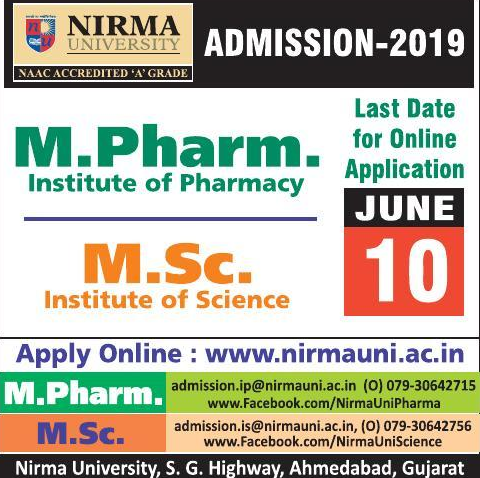 NIRMA
UNIVERSITY
NAAC ACCREDITED 'A' GRADE
ADMISSION-2019
M.Pharm.
Institute of Pharmacy
M.Sc.
Institute of Science
Last Date
for Online
Application
JUNE
10
Apply Online : www.nirmauni.ac.in
M.Pharm.
admission.ip@nirmauni.ac.in (O) 079-30642715
www.Facebook.com/NirmaUniPharma
M.Sc.
admission.is@nirmauni.ac.in, (O) 079-30642756
www.Facebook.com/NirmaUniScience
Nirma University, S. G. Highway, Ahmedabad, Gujarat